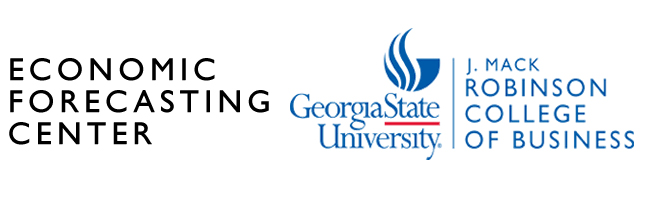 ECONOMIC
FORECASTING
CENTER
GeorgiaState
University®
J. MACK
ROBINSON
COLLEGE
OF BUSINESS